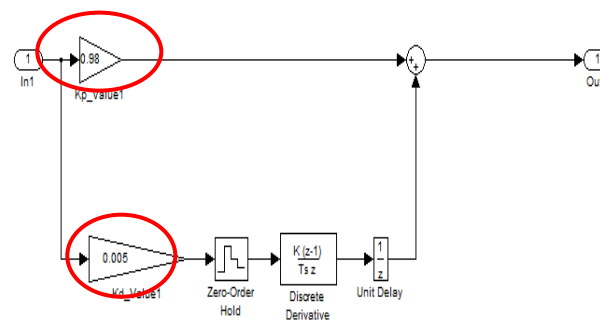 1
In1
0.98
Kp_Value1
+
+
1
Out
0.005
Kd_Value1
Zero-Order
Hold
K (z-1)
Ts z
Discrete
Derivative
1
z
Unit Delay